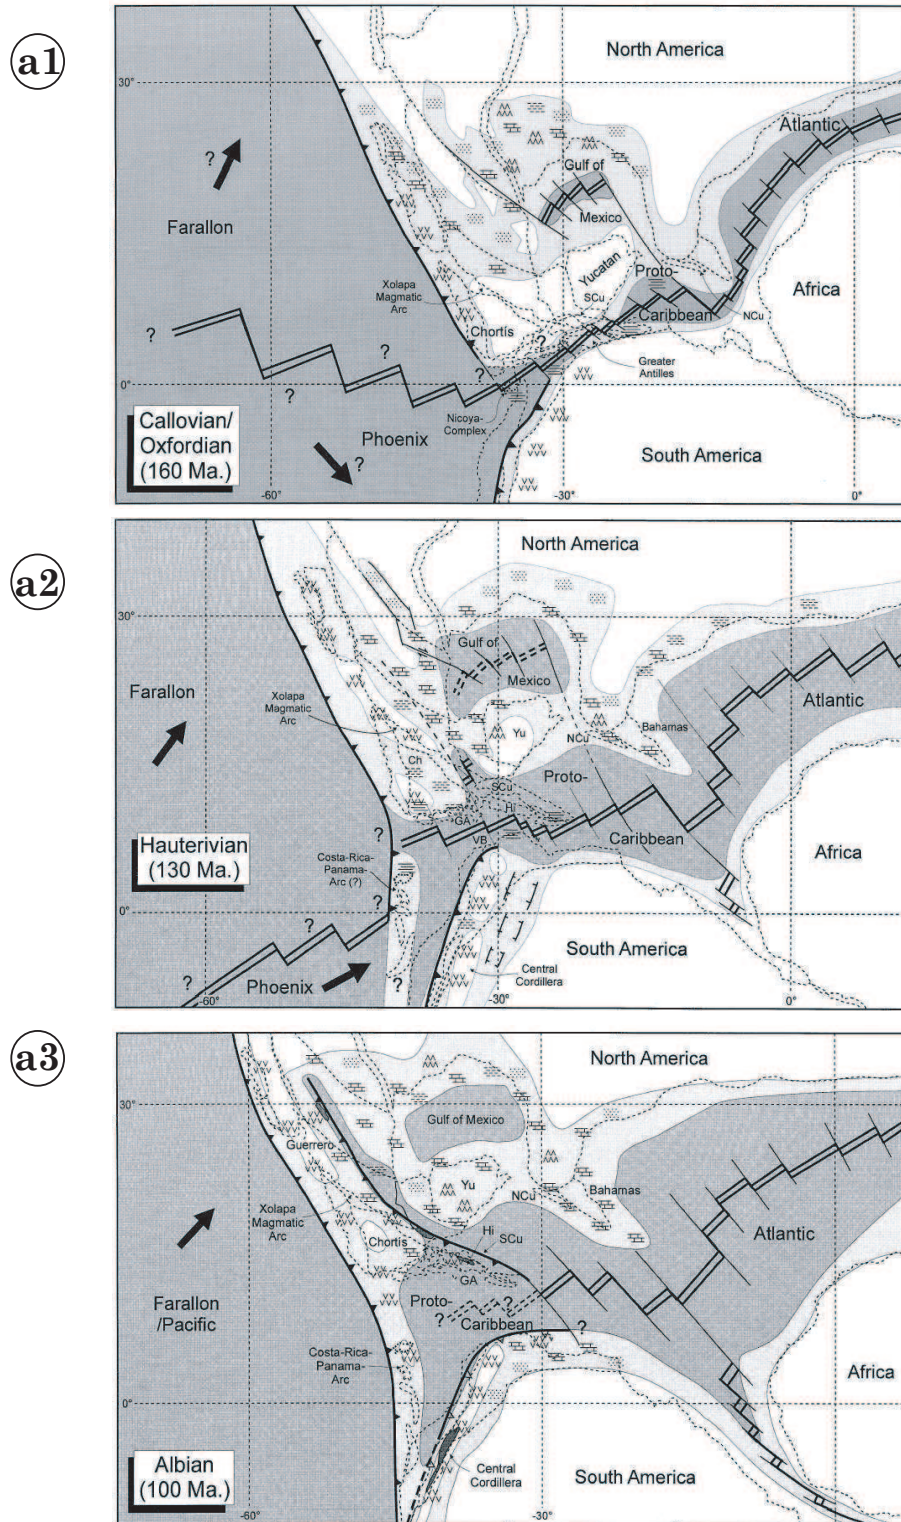 a1
North America
30°
Atlantic
?
Gulf of
Farallon
Mexico
Yucatan
Proto-
Xolapa
Magmatic
Arc
SCu
Africa
Caribbean
NCu
?
Chortis
?
?
Greater
Antilles
?
0°
?
Nicoya-
Complex
Callovian/
Oxfordian
(160 Ma.)
Phoenix
?
South America
-60°
-30°
0°
a2
North America
30°
Gulf of
Farallon
Mexico
Xolapa
Magmatic
Arc
Atlantic
Bahamas
Yu
NCu
Ch
Proto-
SCu
Hi
GA
?
VB
Caribbean
Hauterivian
(130 Ma.)
Costa-Rica-
Panama-
Arc (?)
Africa
0°
?
South America
?
Central
Cordillera
?
Phoenix
?
-60°
-30°
0°
a3
North America
30°
Gulf of Mexico
Guerrero
Yu
NCu
Bahamas
Xolapa
Magmatic
Arc
Chortis
Hi
SCu
Atlantic
GA
Farallon
/Pacific
Proto-
?
?
Caribbean
?
Costa-Rica-
Panama-
Arc
Africa
0°
Albian
(100 Ma.)
Central
Cordillera
South America
-60°
-30°